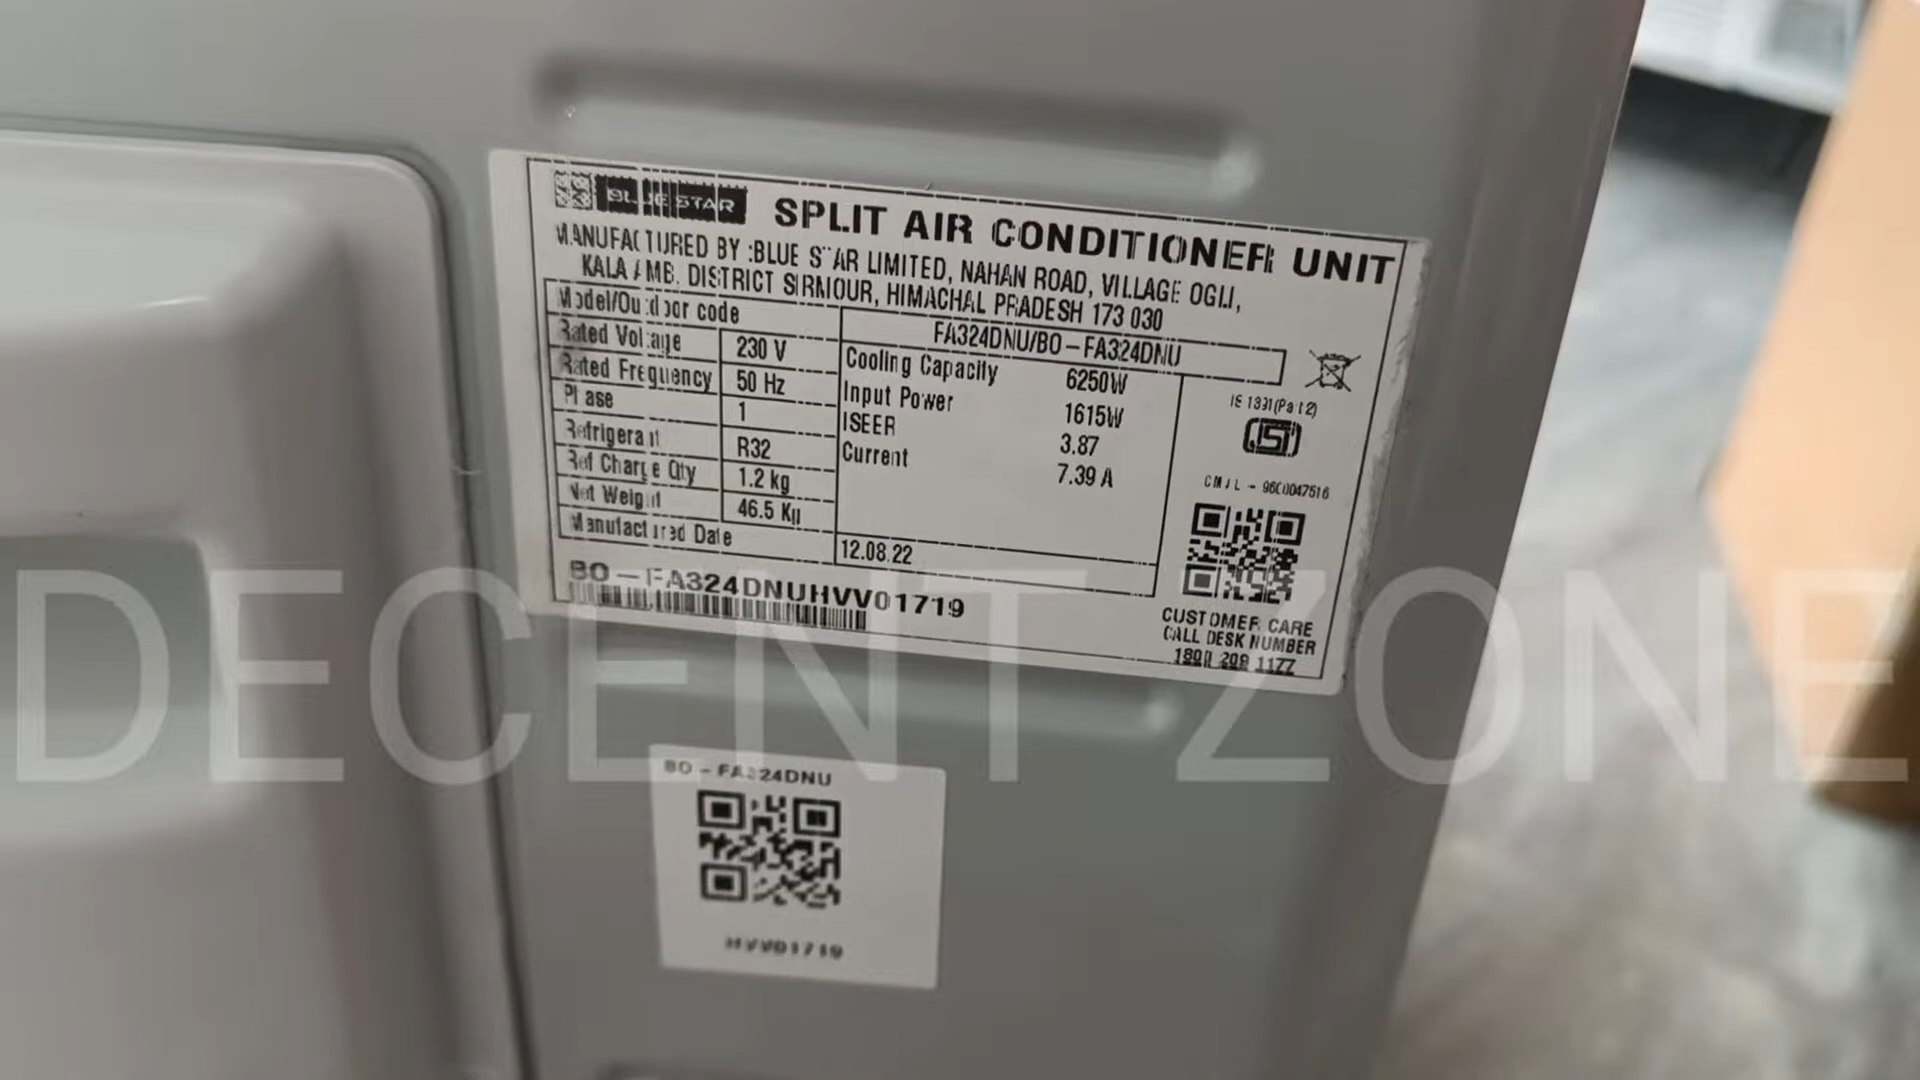 BLUE STAR SPLIT AIR CONDITIONER UNIT
MANUFACTURED BY :BLUE STAR LIMITED, NAHAN ROAD, VILLAGE OGLI,
KALA AMB. DISTRICT SIRMOUR, HIMACHAL PRADESH 173 030
Model/Outdoor code FA324DNU/BO-FA324DNU
Rated Voltage 230 V Cooling Capacity 6250W
Rated Frequency 50 Hz Input Power 1615W
Phase 1 ISEER 3.87
Refrigerant R32 Current 7.39 A
Ref Charge Qty 1.2 kg
Net Weight 46.5 Kg
Manufactured Date 12.08.22
IS 1391(Part 2)
ISI
CM/L - 9600047516
BO-FA324DNUHVV01719
CUSTOMER CARE
CALL DESK NUMBER
1800 209 1177
DECENT ZONE
BO-FA324DNU
HVV01719